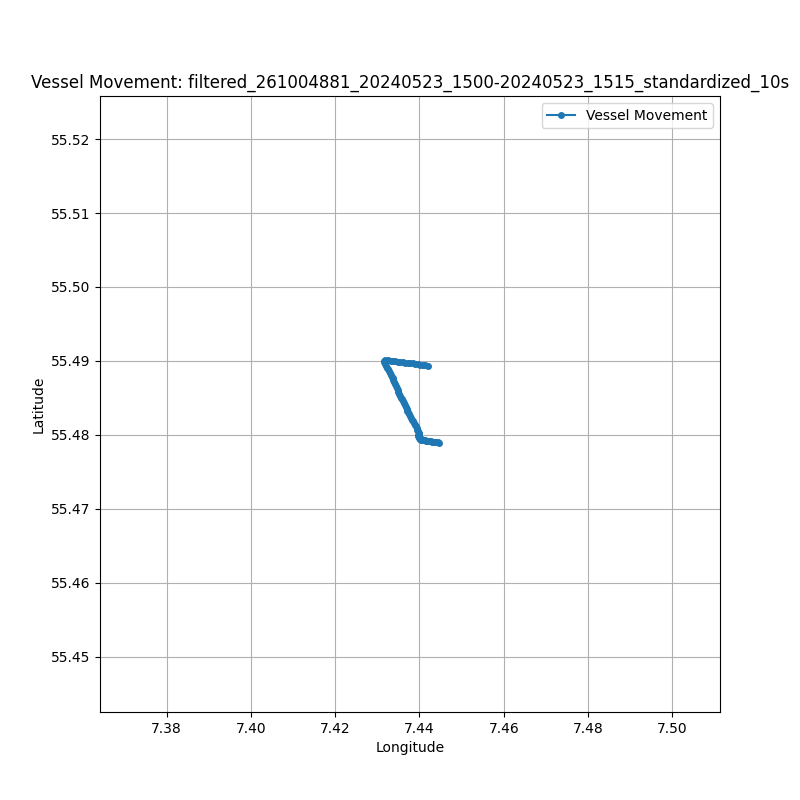 Vessel Movement: filtered_261004881_20240523_1500-20240523_1515_standardized_10s
Vessel Movement
55.52
55.51
55.50
55.49
55.48
55.47
55.46
55.45
Latitude
7.38 7.40 7.42 7.44 7.46 7.48 7.50
Longitude